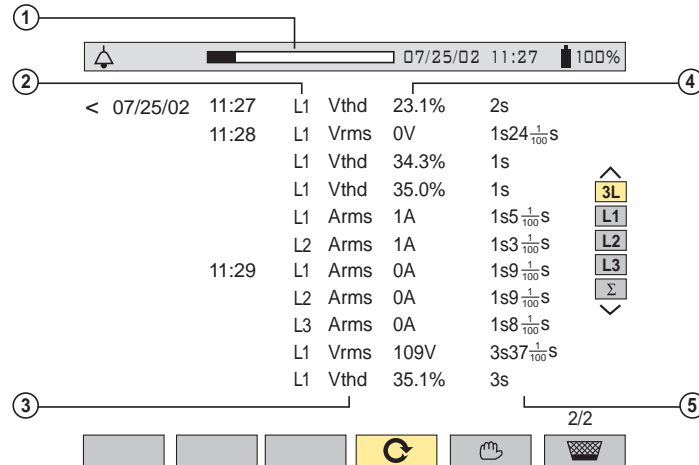 1
07/25/02 11:27 100%
2
4
< 07/25/02 11:27 L1 Vthd 23.1% 2s
11:28 L1 Vrms 0V 1s24 1/100 s
L1 Vthd 34.3% 1s
L1 Vthd 35.0% 1s
3L
L1 Arms 1A 1s5 1/100 s
L1
L2 Arms 1A 1s3 1/100 s
L2
11:29 L1 Arms 0A 1s9 1/100 s
L3
L2 Arms 0A 1s9 1/100 s
Σ
L3 Arms 0A 1s8 1/100 s
L1 Vrms 109V 3s37 1/100 s
L1 Vthd 35.1% 3s
3
5
2/2